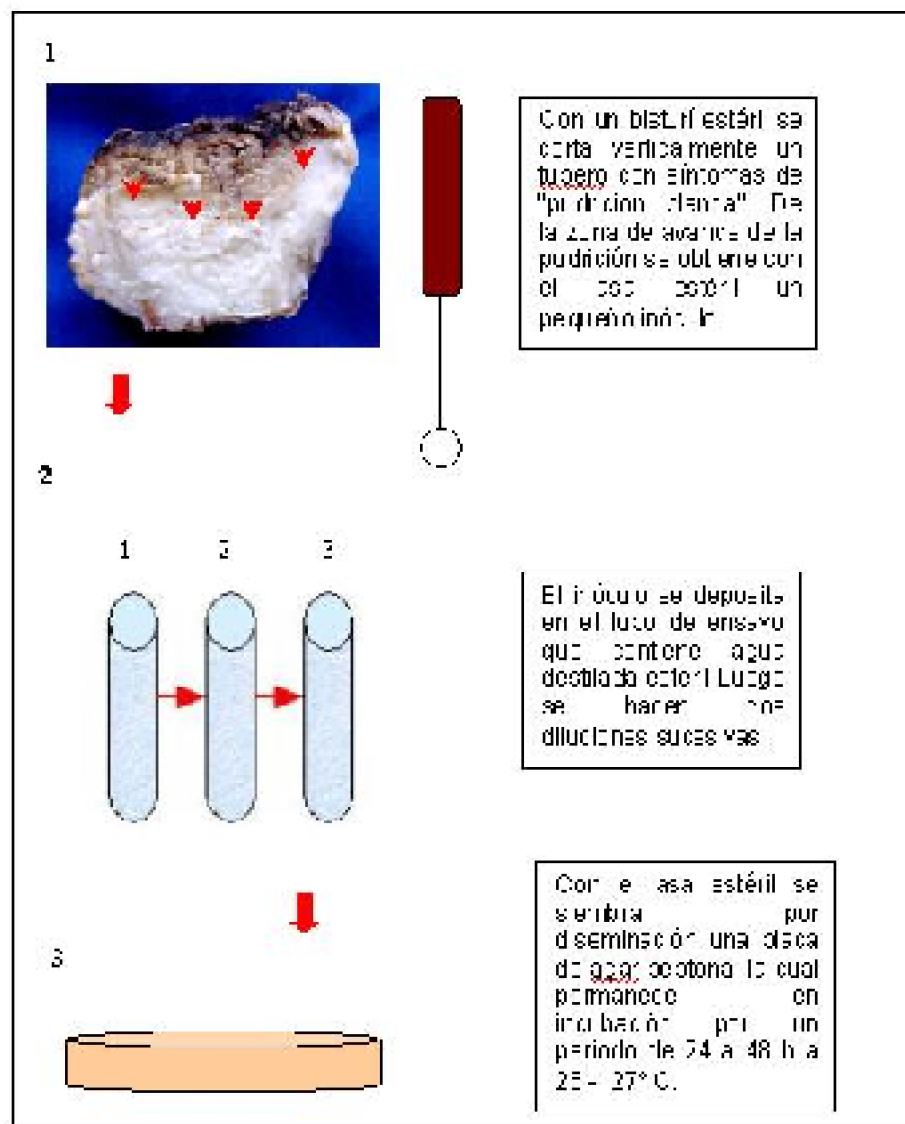 1
Con un bisturí estéril se
corta verticalmente un
tubero con síntomas de
"pudricion blanda". De
la zona de avance de la
pudrición se obtiene con
el asa estéril un
pequeño inóculo
2
1 2 3
El inóculo se deposita
en el tubo de ensayo
que contiene agua
destilada esteril Luego
se hacen dos
diluciones sucesivas
3
Con el asa estéril se
siembra por
diseminación una placa
de agar peptona la cual
permanece en
incubación por un
periodo de 24 a 48 h a
– 27° C.